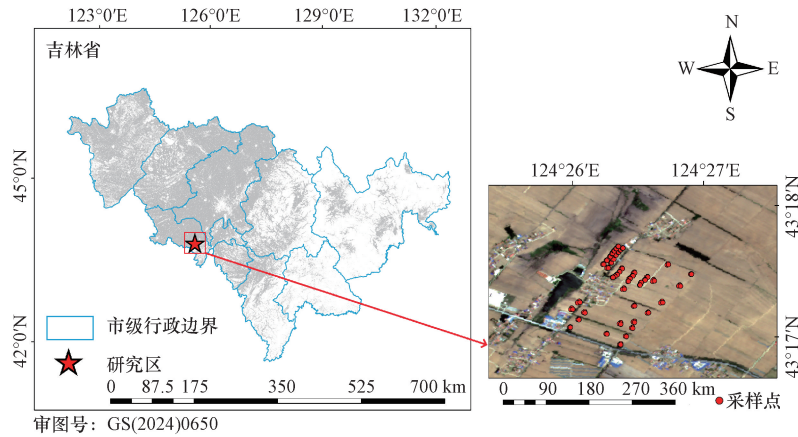 123°0′E 126°0′E 129°0′E 132°0′E
吉林省
45°0′N
42°0′N
市级行政边界
研究区
0 87.5 175 350 525 700 km
审图号：GS(2024)0650
N
W E
S
124°26′E 124°27′E
43°18′N
43°17′N
0 90 180 270 360 km
采样点